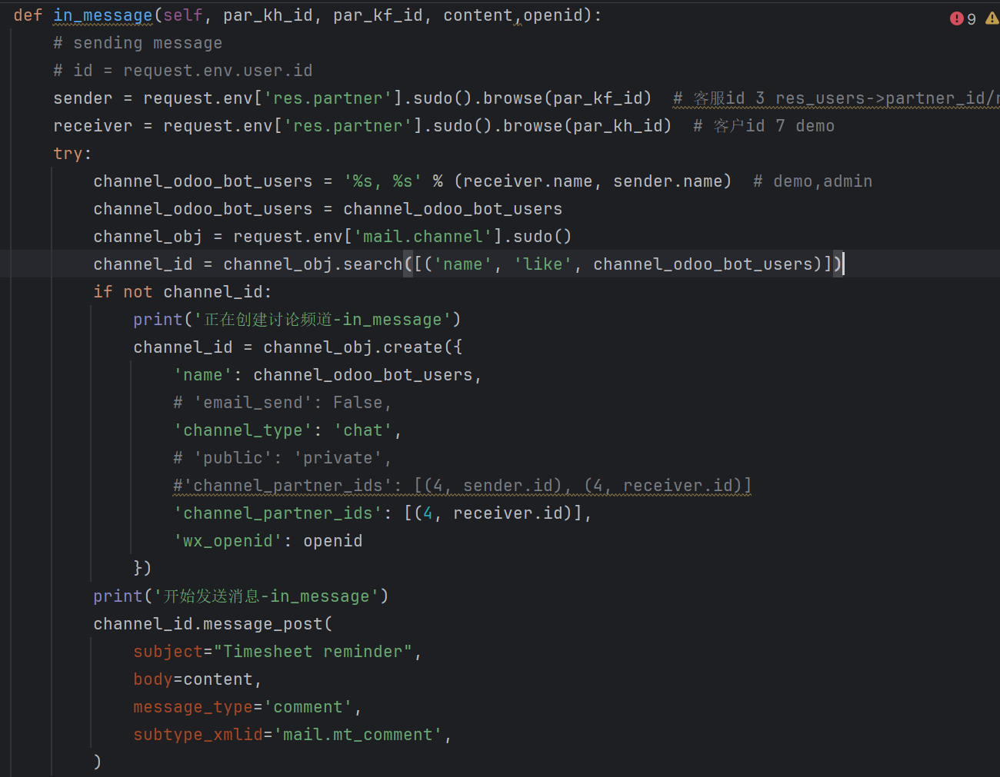 def in_message(self, par_kh_id, par_kf_id, content,openid):
9
# sending message
# id = request.env.user.id
sender = request.env['res.partner'].sudo().browse(par_kf_id)  # 客服id 3 res_users->partner_id/
receiver = request.env['res.partner'].sudo().browse(par_kh_id)  # 客户id 7 demo
try:
channel_odoo_bot_users = '%s, %s' % (receiver.name, sender.name)  # demo,admin
channel_odoo_bot_users = channel_odoo_bot_users
channel_obj = request.env['mail.channel'].sudo()
channel_id = channel_obj.search([('name', 'like', channel_odoo_bot_users)])
if not channel_id:
print('正在创建讨论频道-in_message')
channel_id = channel_obj.create({
'name': channel_odoo_bot_users,
# 'email_send': False,
'channel_type': 'chat',
# 'public': 'private',
#'channel_partner_ids': [(4, sender.id), (4, receiver.id)]
'channel_partner_ids': [(4, receiver.id)],
'wx_openid': openid
})
print('开始发送消息-in_message')
channel_id.message_post(
subject="Timesheet reminder",
body=content,
message_type='comment',
subtype_xmlid='mail.mt_comment',
)